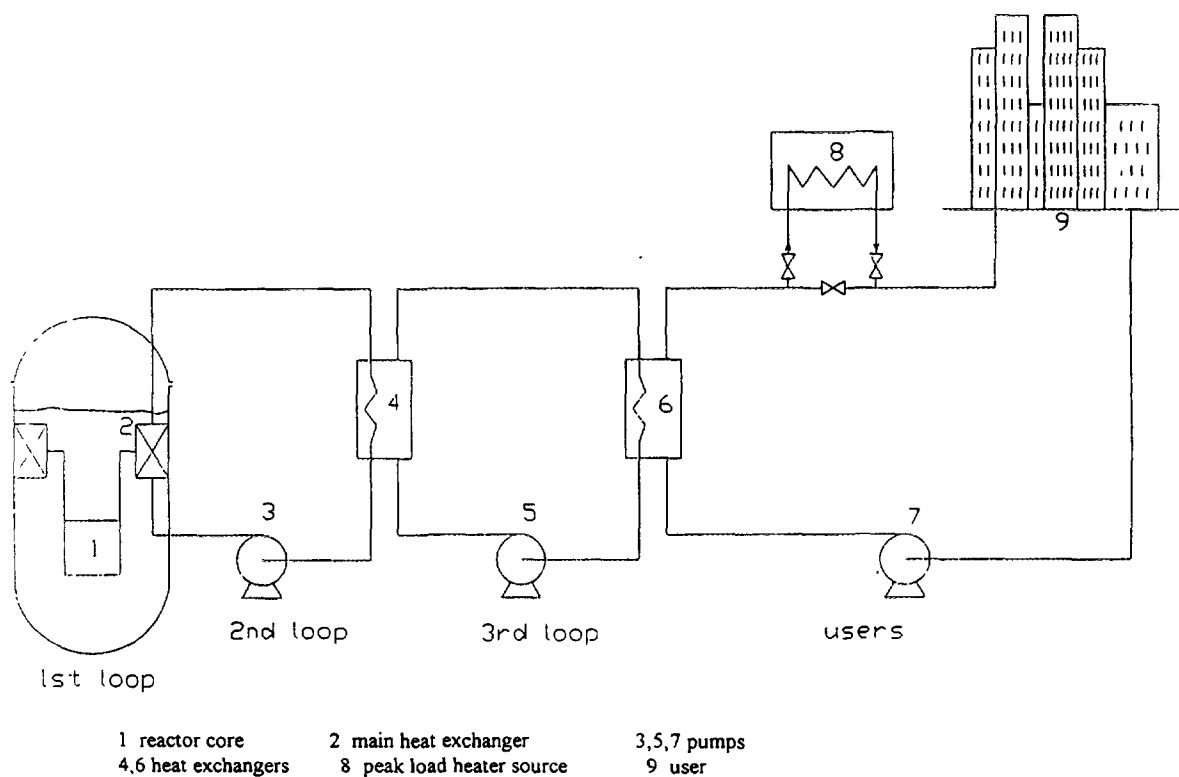 8
9
2
4
6
1
3
5
7
2nd loop
3rd loop
users
1st loop
1 reactor core 2 main heat exchanger 3,5,7 pumps
4,6 heat exchangers 8 peak load heater source 9 user